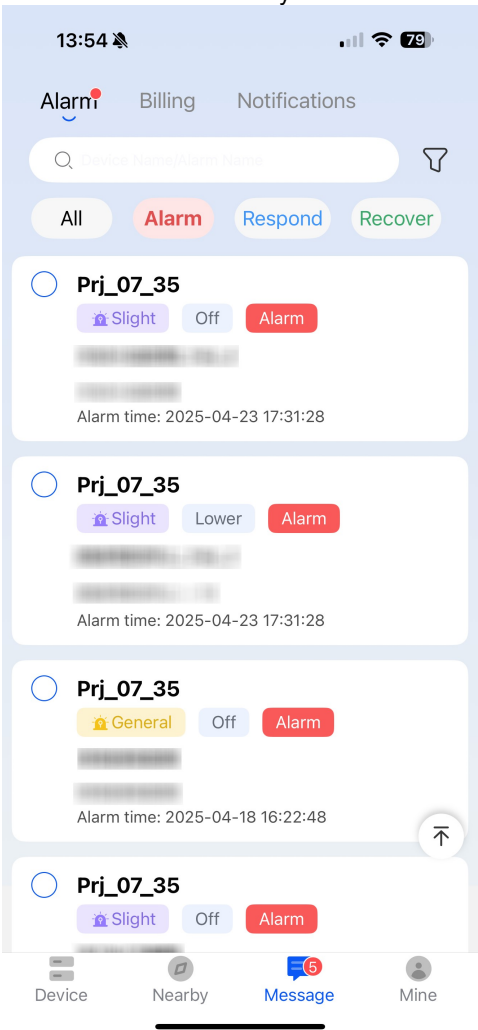 13:54
79
Alarm Billing Notifications
Device Name/Alarm Name
All Alarm Respond Recover
Prj_07_35
Slight Off Alarm
Alarm time: 2025-04-23 17:31:28
Prj_07_35
Slight Lower Alarm
Alarm time: 2025-04-23 17:31:28
Prj_07_35
General Off Alarm
Alarm time: 2025-04-18 16:22:48
Prj_07_35
Slight Off Alarm
5
Device Nearby Message Mine